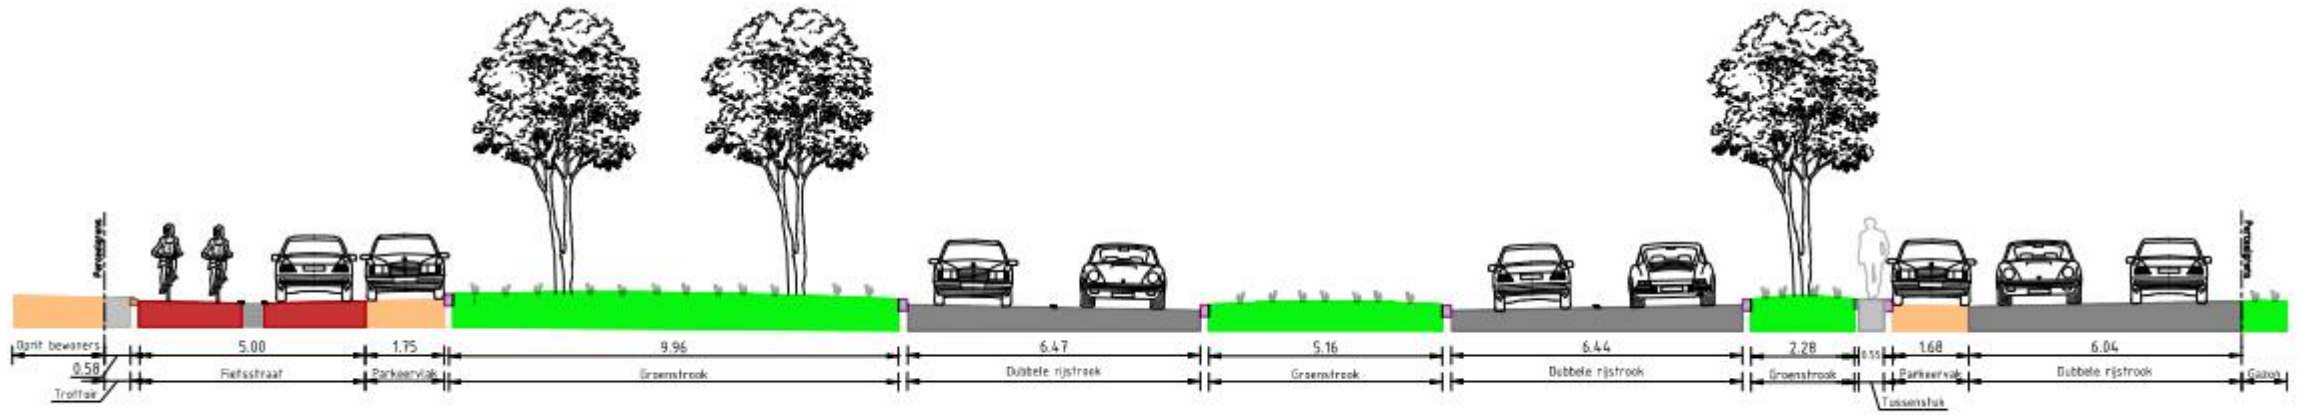 Perceelgrens
Perceelgrens
Oprit bewoners
5.00
1.75
9.96
6.47
5.16
6.44
2.28
0.55
1.68
6.04
0.58
Fietsstraat
Parkeervlak
Groenstrook
Dubbele rijstrook
Groenstrook
Dubbele rijstrook
Groenstrook
Parkeervak
Dubbele rijstrook
Gazon
Trottoir
Tussenstuk